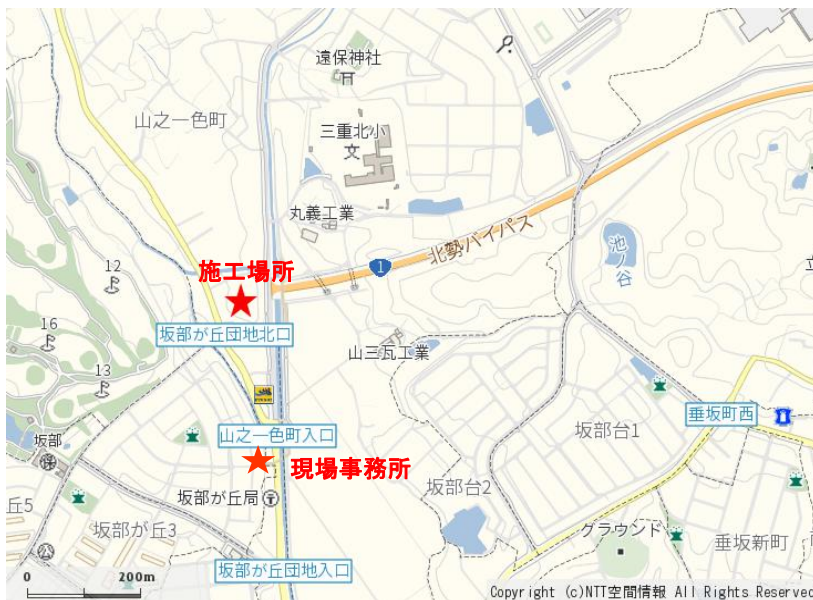 遠保神社
山之一色町
三重北小
丸義工業
北勢バイパス
1
池ノ谷
立
12
施工場所
坂部が丘団地北口
16
13
山三瓦工業
坂部台1
垂坂町西
山之一色町入口
坂部
現場事務所
坂部台2
坂部が丘局
丘5
坂部が丘3
グラウンド
垂坂新町
坂部が丘団地入口
0
200m
Copyright (c)NTT空間情報 All Rights Reserved